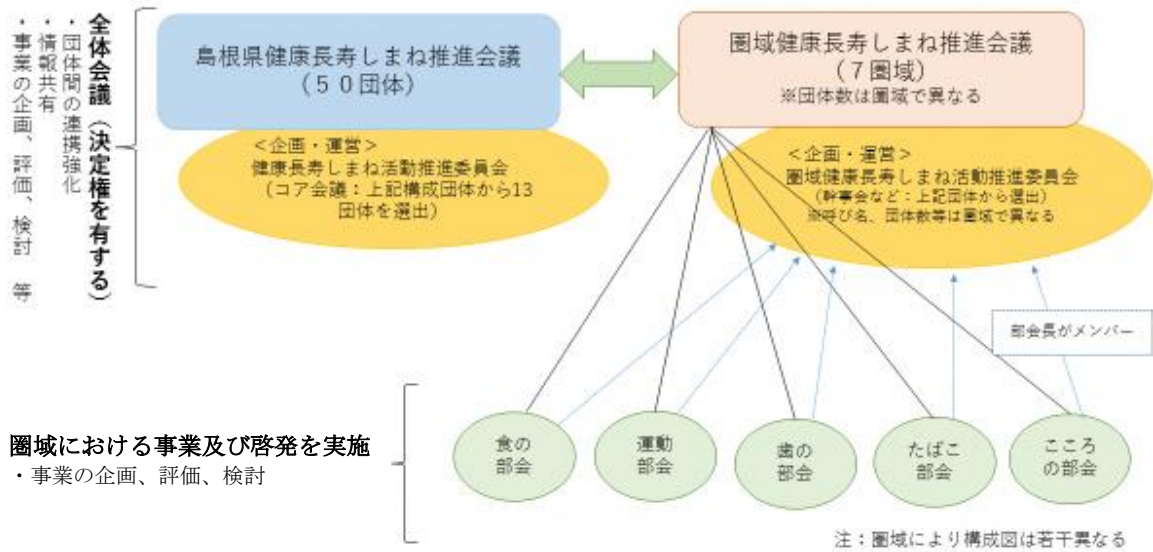 全体会議（決定権を有する）
・団体間の連携強化
・情報共有
・事業の企画、評価、検討　等
島根県健康長寿しまね推進会議
（５０団体）
圏域健康長寿しまね推進会議
（７圏域）
※団体数は圏域で異なる
＜企画・運営＞
健康長寿しまね活動推進委員会
（コア会議：上記構成団体から13
団体を選出）
＜企画・運営＞
圏域健康長寿しまね活動推進委員会
（幹事会など：上記団体から選出）
※呼び名、団体数等は圏域で異なる
部会長がメンバー
圏域における事業及び啓発を実施
・事業の企画、評価、検討
食の
部会
運動
部会
歯の
部会
たばこ
部会
こころ
の部会
注：圏域により構成図は若干異なる